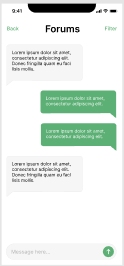 9:41
Back
Forums
Filter
Lorem ipsum dolor sit amet,
consectetur adipiscing elit.
Donec fringilla quam eu faci
lisis mollis.
Lorem ipsum dolor sit amet,
consectetur adipiscing elit.
Lorem ipsum dolor sit amet,
consectetur adipiscing elit.
Lorem ipsum dolor sit amet,
consectetur adipiscing elit.
Donec fringilla quam eu faci
lisis mollis.
Message Here...